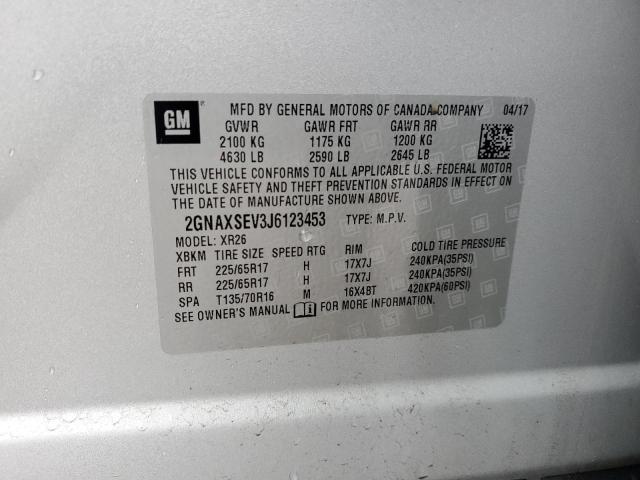 GM
MFD BY GENERAL MOTORS OF CANADA COMPANY 04/17
GVWR GAWR FRT GAWR RR
2100 KG 1175 KG 1200 KG
4630 LB 2590 LB 2645 LB
THIS VEHICLE CONFORMS TO ALL APPLICABLE U.S. FEDERAL MOTOR
VEHICLE SAFETY AND THEFT PREVENTION STANDARDS IN EFFECT ON
THE DATE OF MANUFACTURE SHOWN ABOVE.
2GNAXSEV3J6123453 TYPE: M.P.V.
MODEL: XR26
XBKM TIRE SIZE SPEED RTG RIM COLD TIRE PRESSURE
FRT 225/65R17 H 17X7J 240KPA(35PSI)
RR 225/65R17 H 17X7J 240KPA(35PSI)
SPA T135/70R16 M 16X4BT 420KPA(60PSI)
SEE OWNER'S MANUAL FOR MORE INFORMATION.